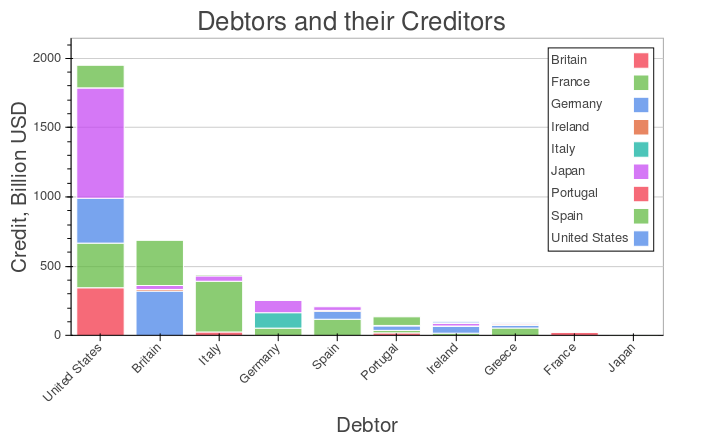 Debtors and their Creditors
Credit, Billion USD
2000
1500
1000
500
0
Britain
France
Germany
Ireland
Italy
Japan
Portugal
Spain
United States
United States
Britain
Italy
Germany
Spain
Portugal
Ireland
Greece
France
Japan
Debtor